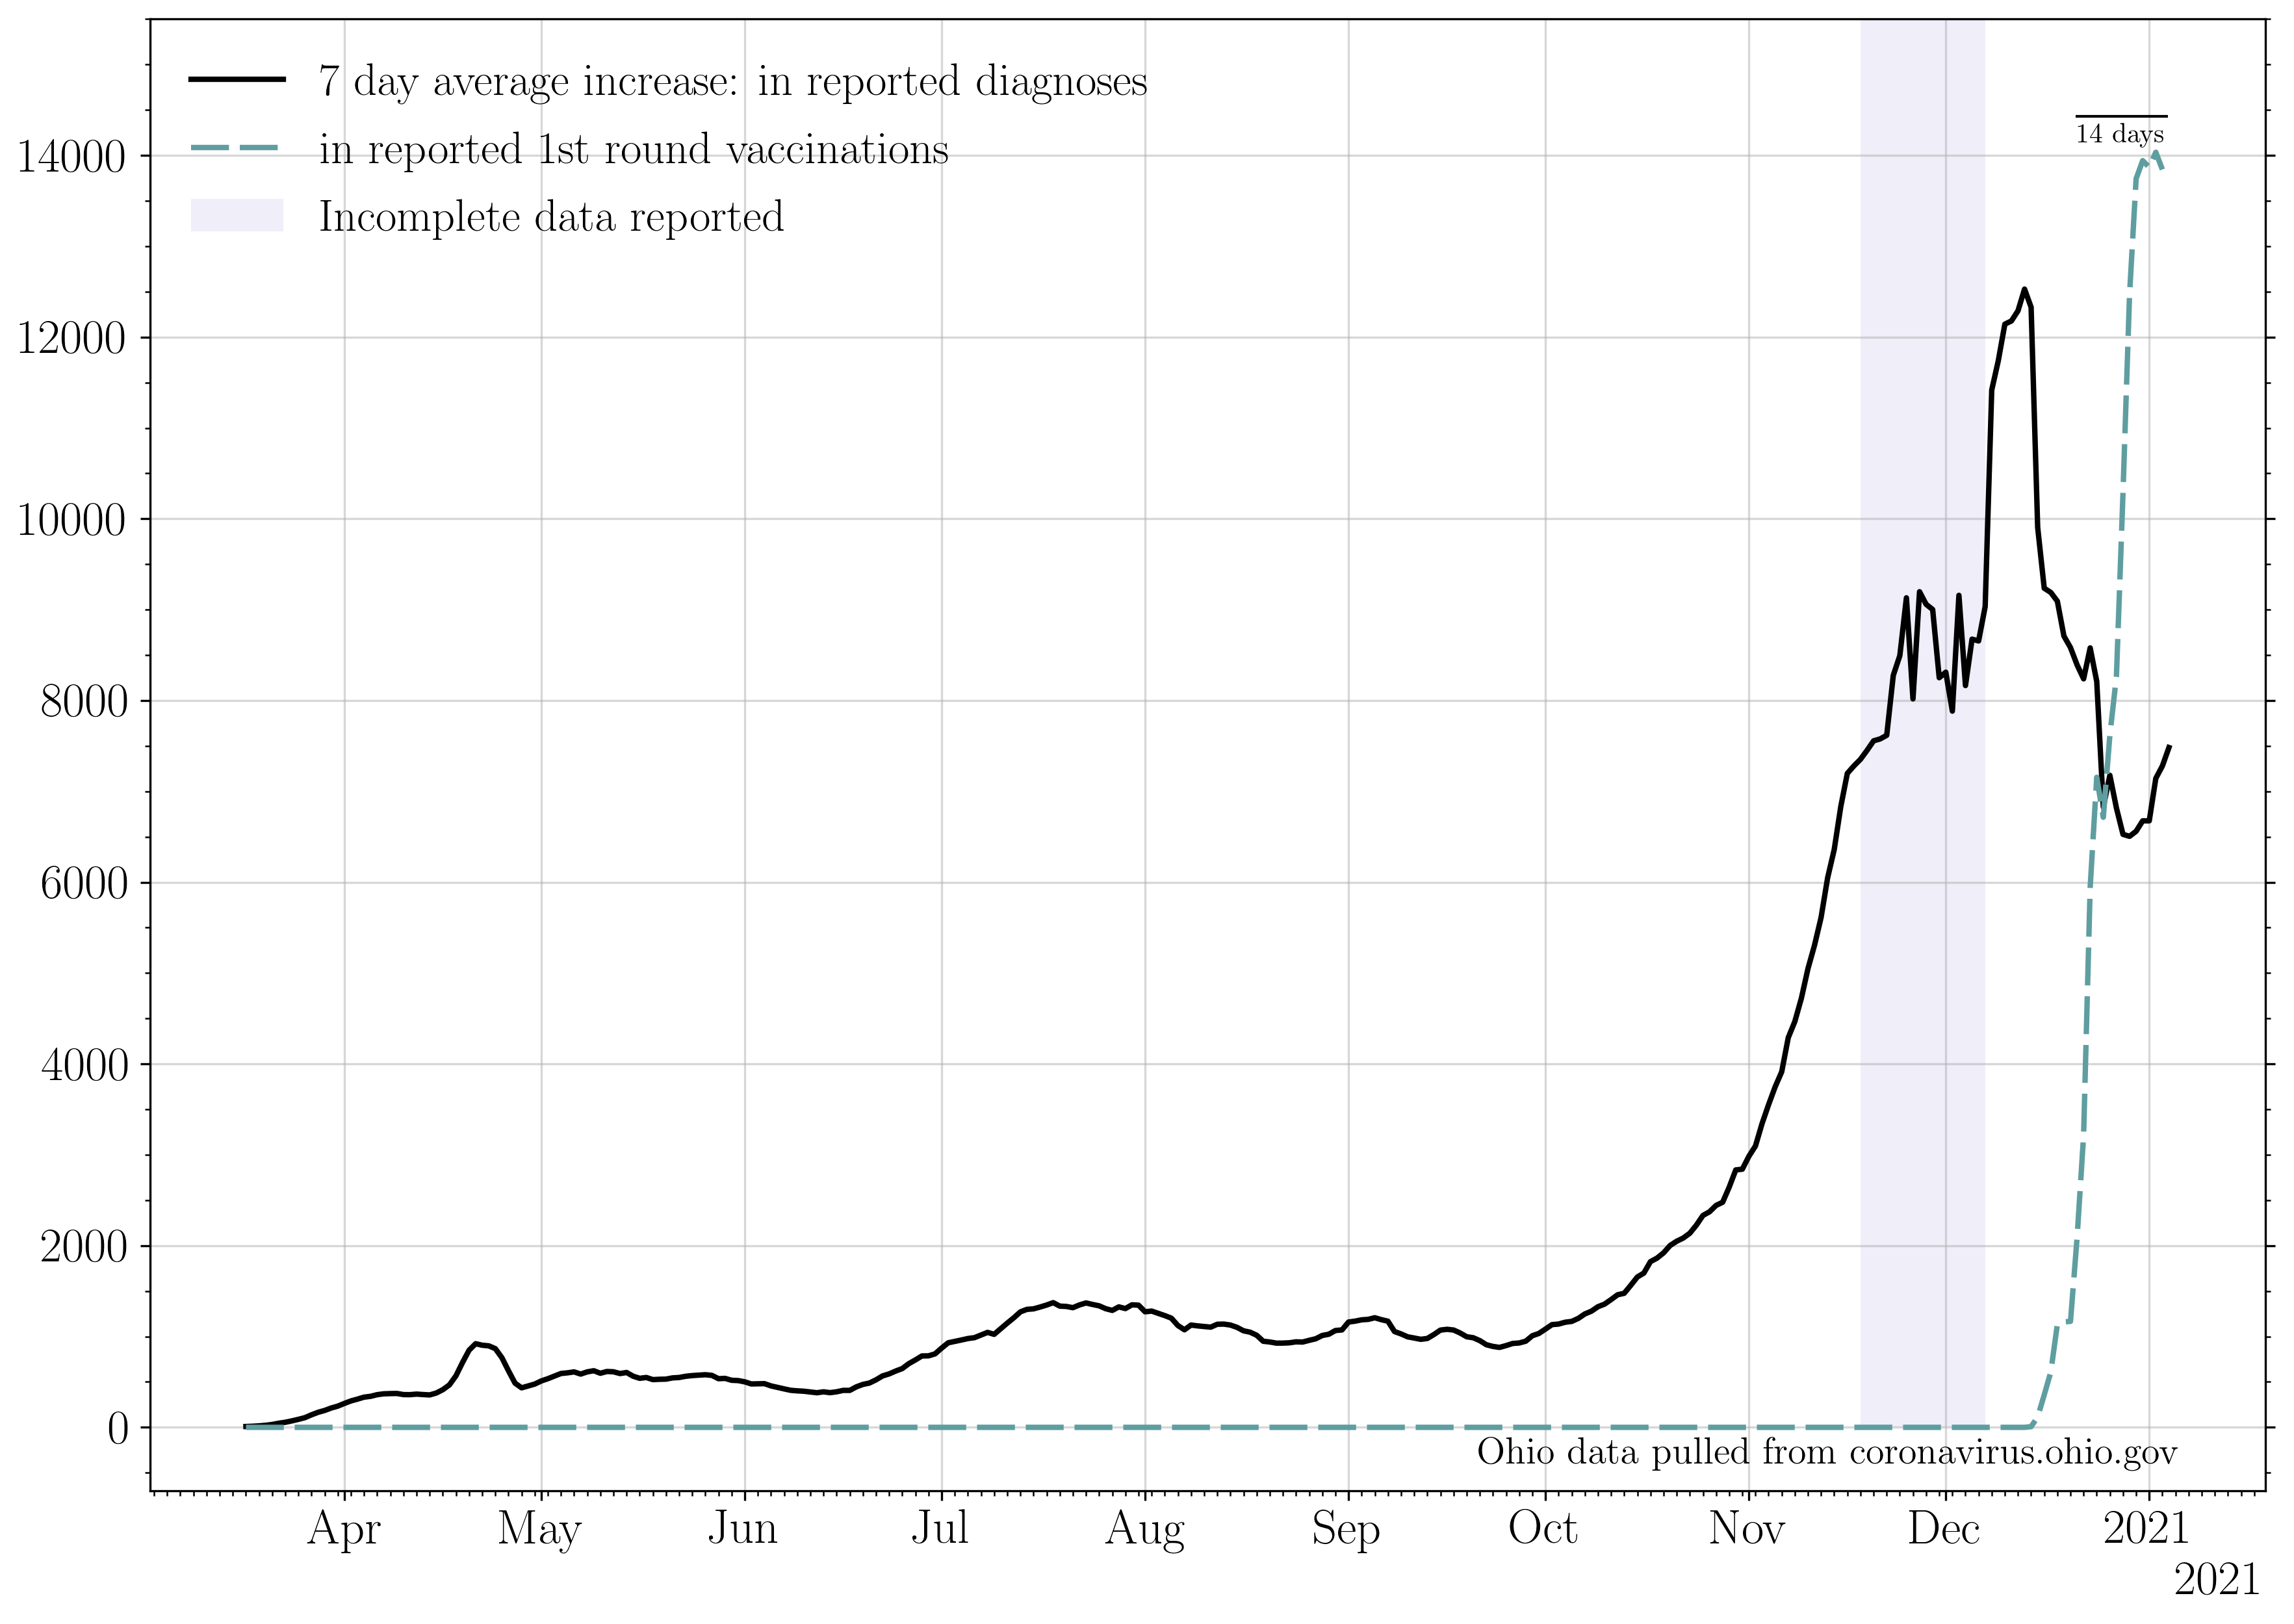 7 day average increase: in reported diagnoses
in reported 1st round vaccinations
Incomplete data reported
14 days
14000
12000
10000
8000
6000
4000
2000
0
Ohio data pulled from coronavirus.ohio.gov
Apr May Jun Jul Aug Sep Oct Nov Dec 2021
2021